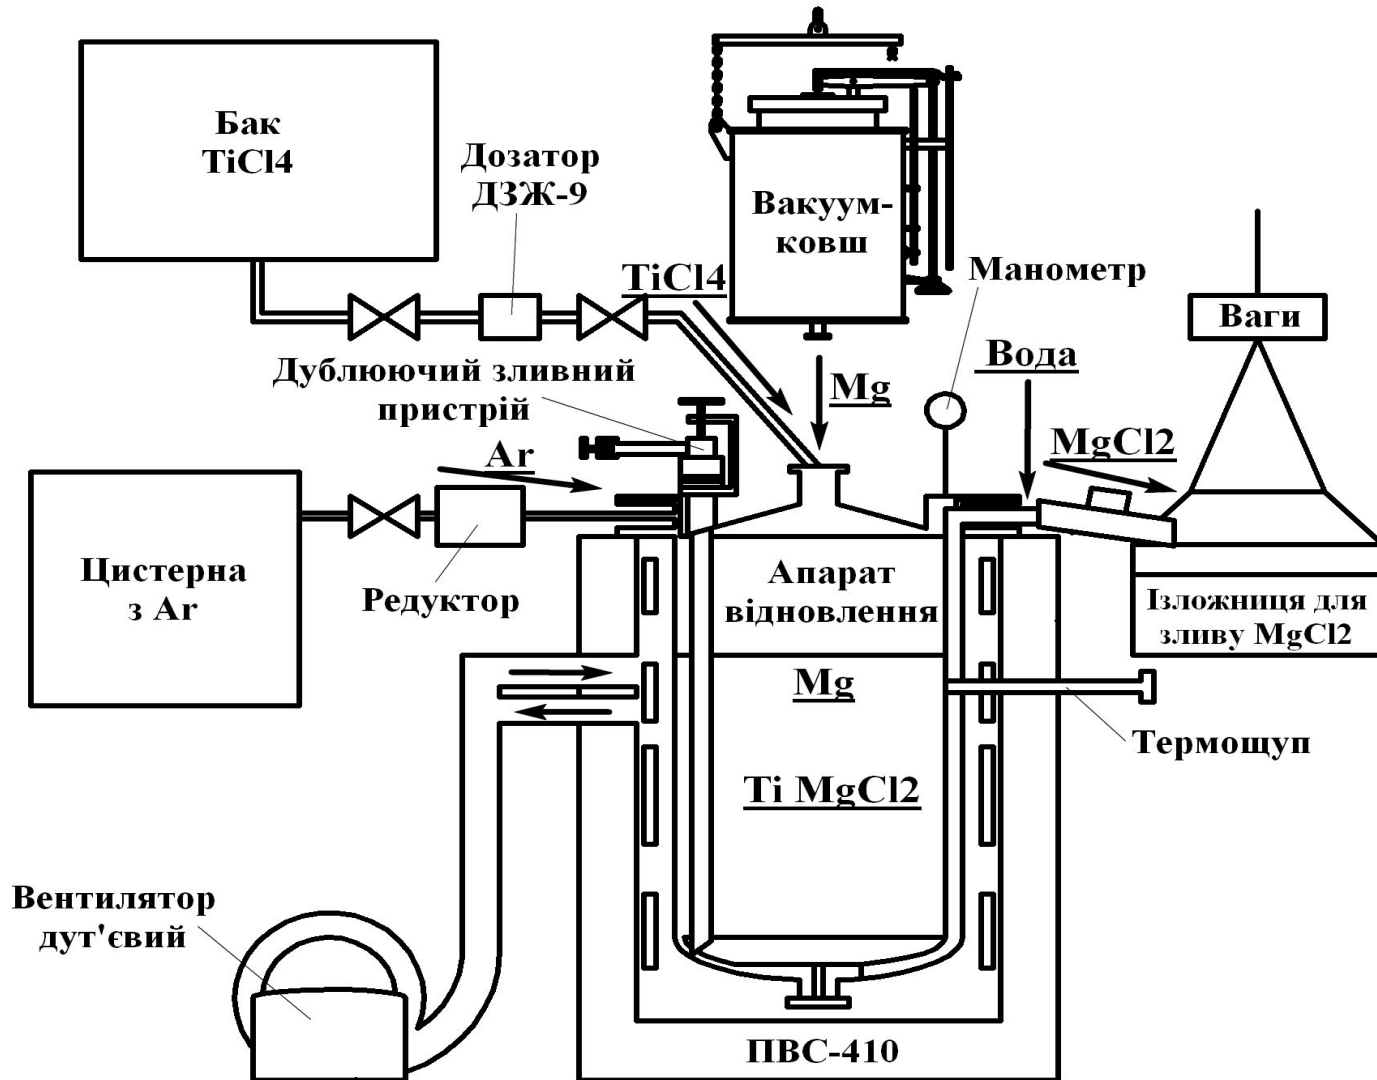 Бак
TiCl4
Дозатор
ДЗЖ-9
Вакуум-
ковш
TiCl4
Манометр
Ваги
Дублюючий зливний
пристрій
Mg
Вода
MgCl2
Ar
Цистерна
з Ar
Редуктор
Апарат
відновлення
Ізложниця для
зливу MgCl2
Mg
Термощуп
Ti MgCl2
Вентилятор
дут'євий
ПВС-410